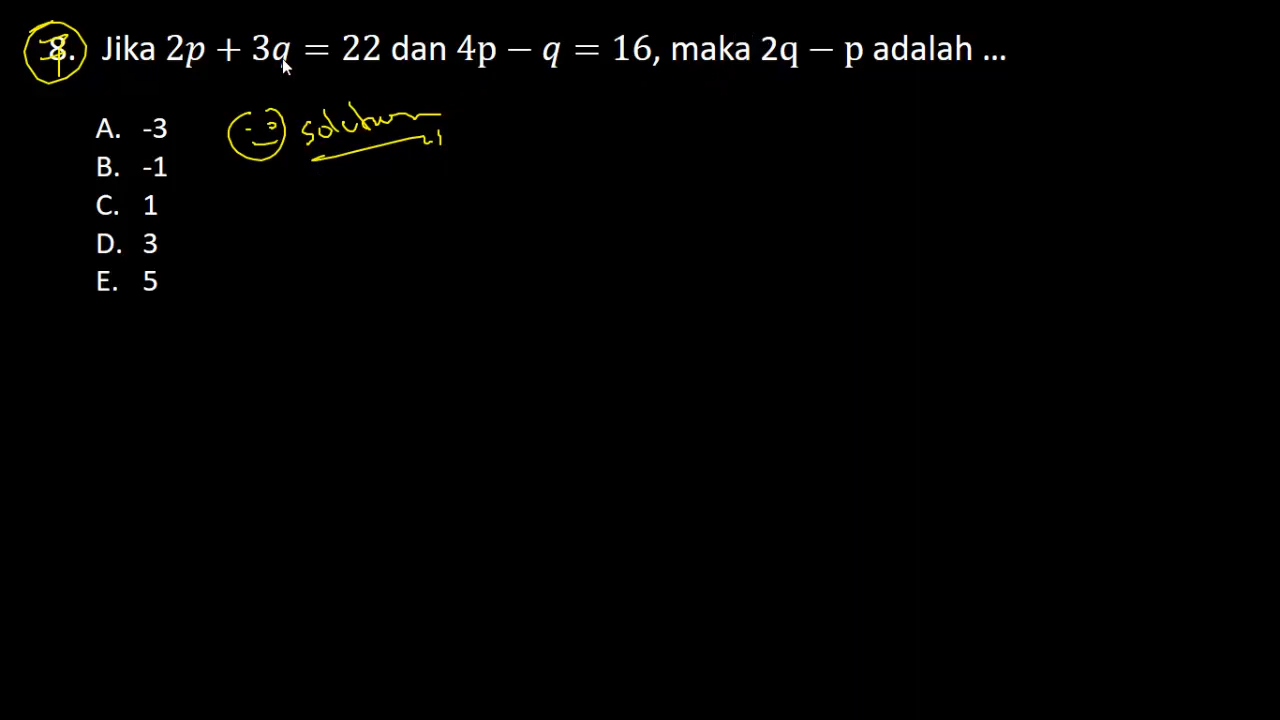 8. Jika 2p + 3q = 22 dan 4p − q = 16, maka 2q − p adalah ...
solution
A. -3
B. -1
C. 1
D. 3
E. 5